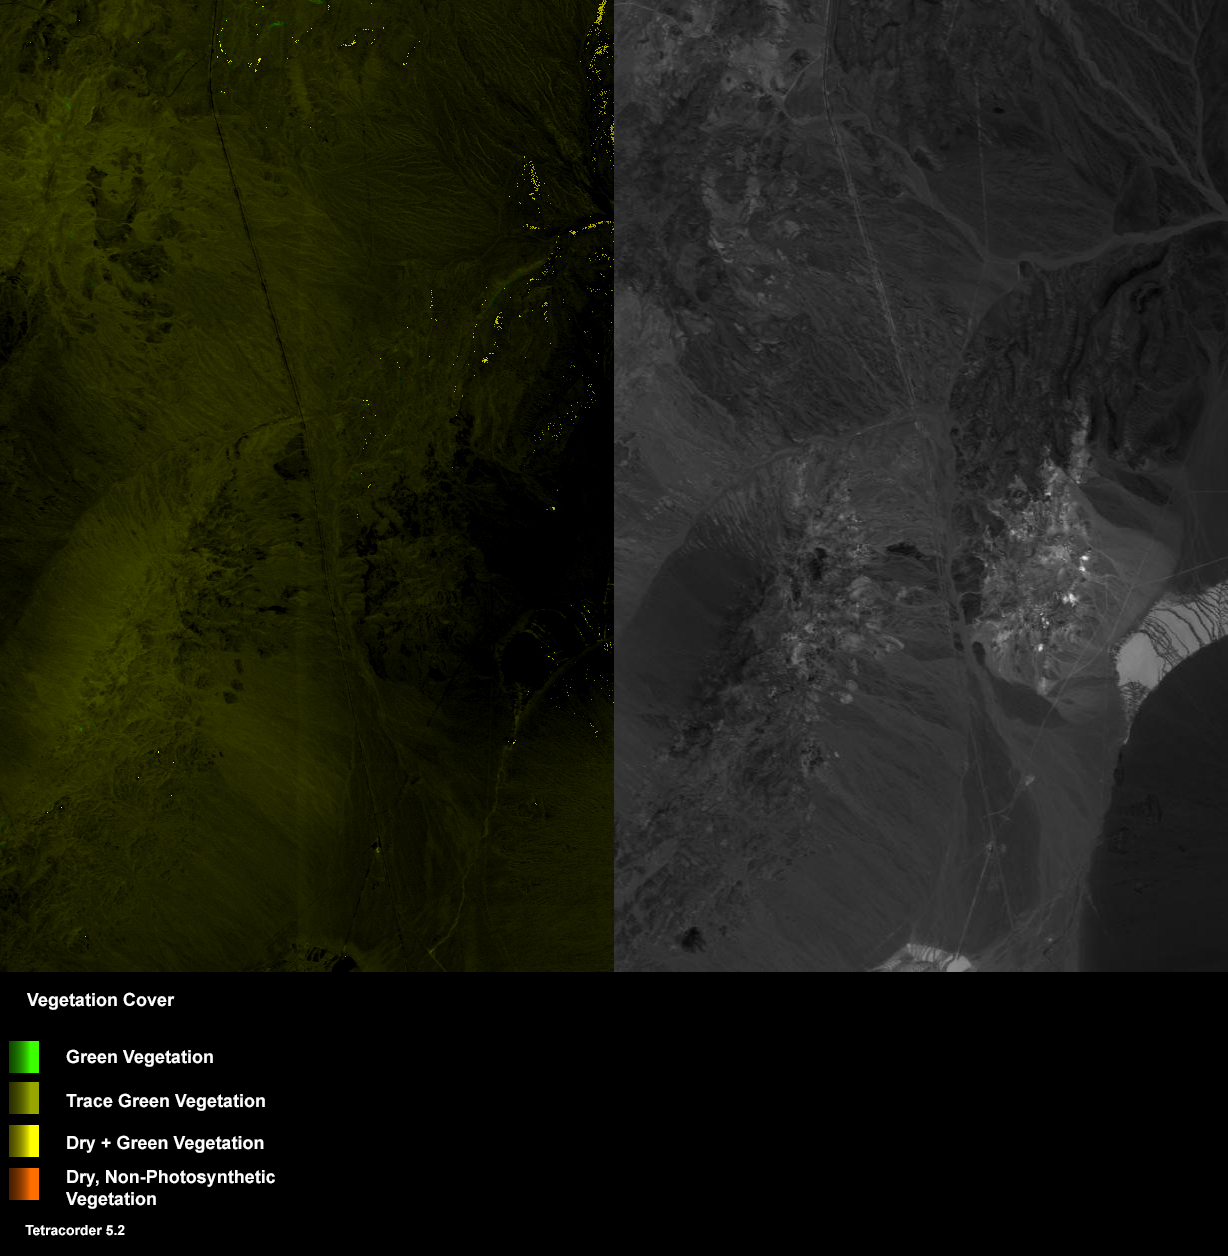 Vegetation Cover
Green Vegetation
Trace Green Vegetation
Dry + Green Vegetation
Dry, Non-Photosynthetic
Vegetation
Tetracorder 5.2